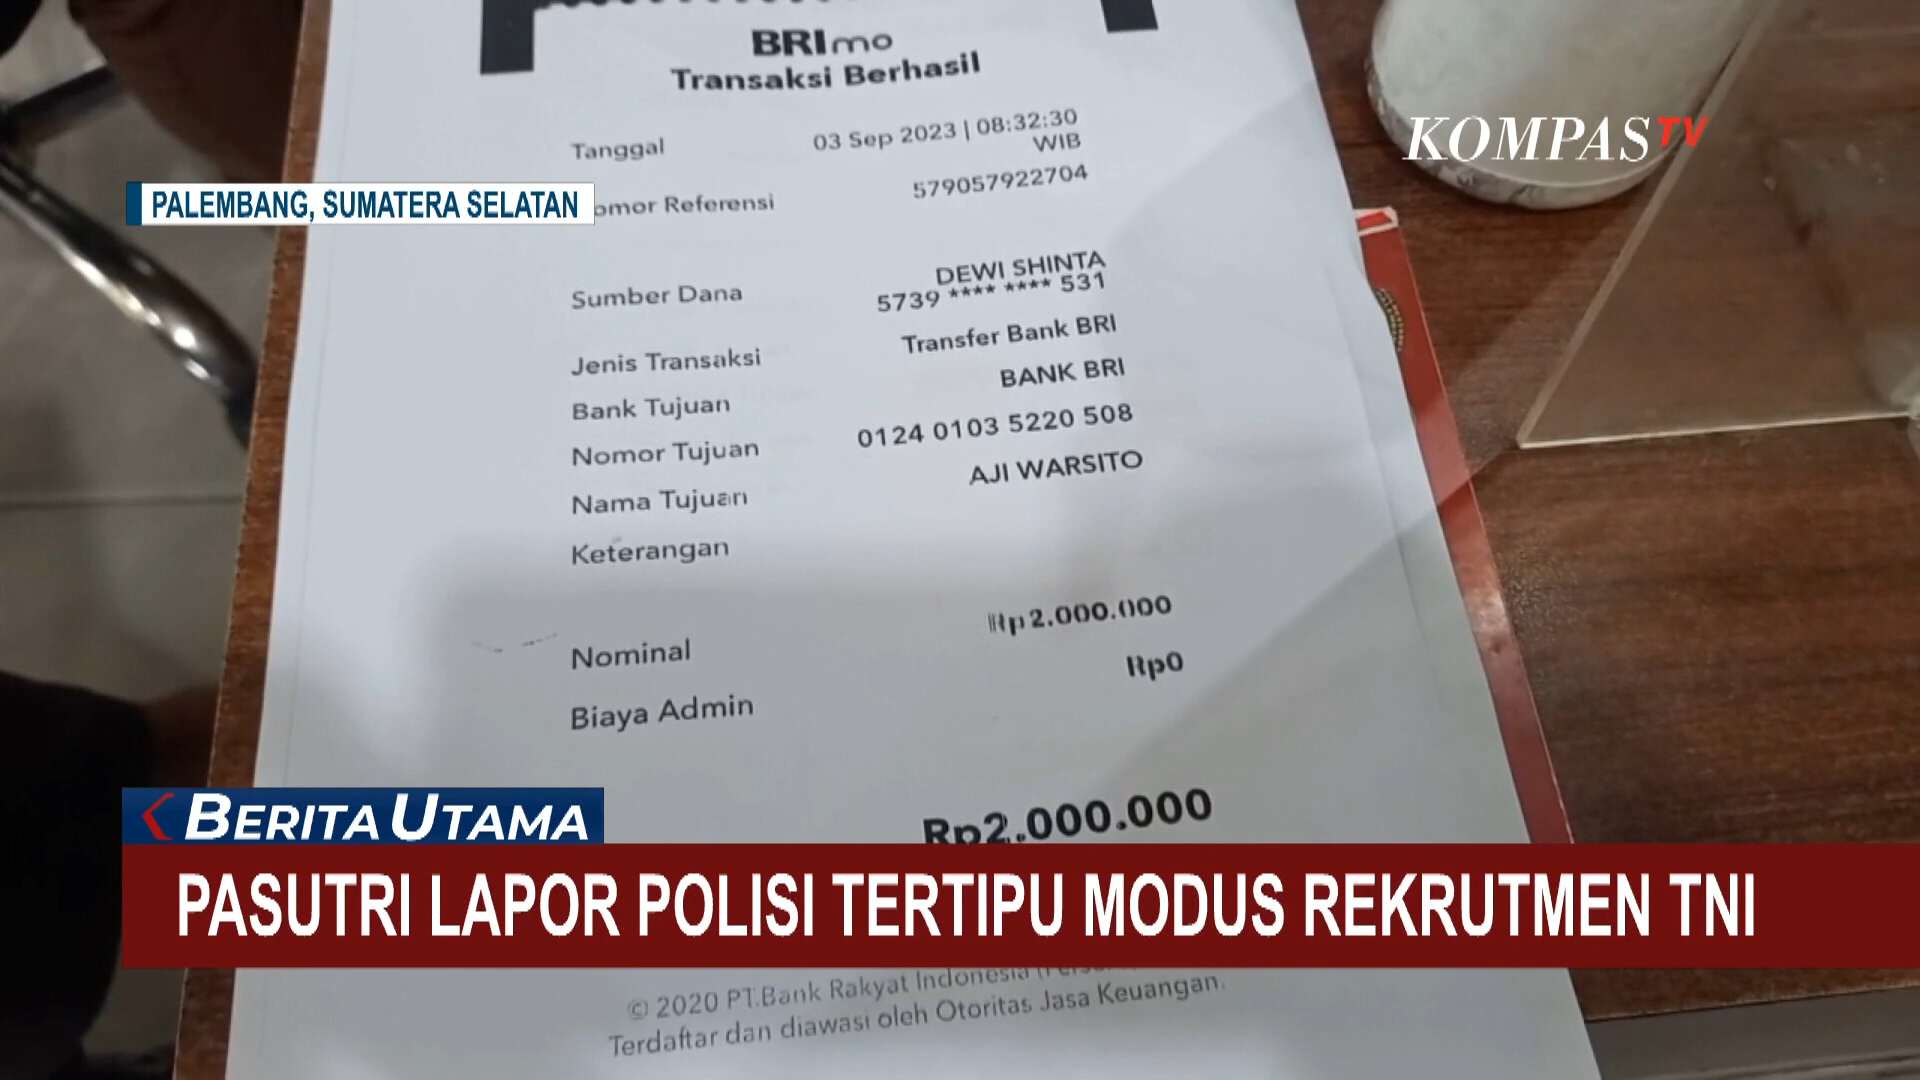 BRImo
Transaksi Berhasil
KOMPAS TV
Tanggal 03 Sep 2023 | 08:32:30
WIB
PALEMBANG, SUMATERA SELATAN
omor Referensi 579057922704
Sumber Dana DEWI SHINTA
5739 **** **** 531
Jenis Transaksi Transfer Bank BRI
Bank Tujuan BANK BRI
Nomor Tujuan 0124 0103 5220 508
Nama Tujuan AJI WARSITO
Keterangan
Nominal Rp2.000.000
Biaya Admin Rp0
Rp2.000.000
BERITA UTAMA
PASUTRI LAPOR POLISI TERTIPU MODUS REKRUTMEN TNI
© 2020 PT.Bank Rakyat Indonesia
Terdaftar dan diawasi oleh Otoritas Jasa Keuangan.